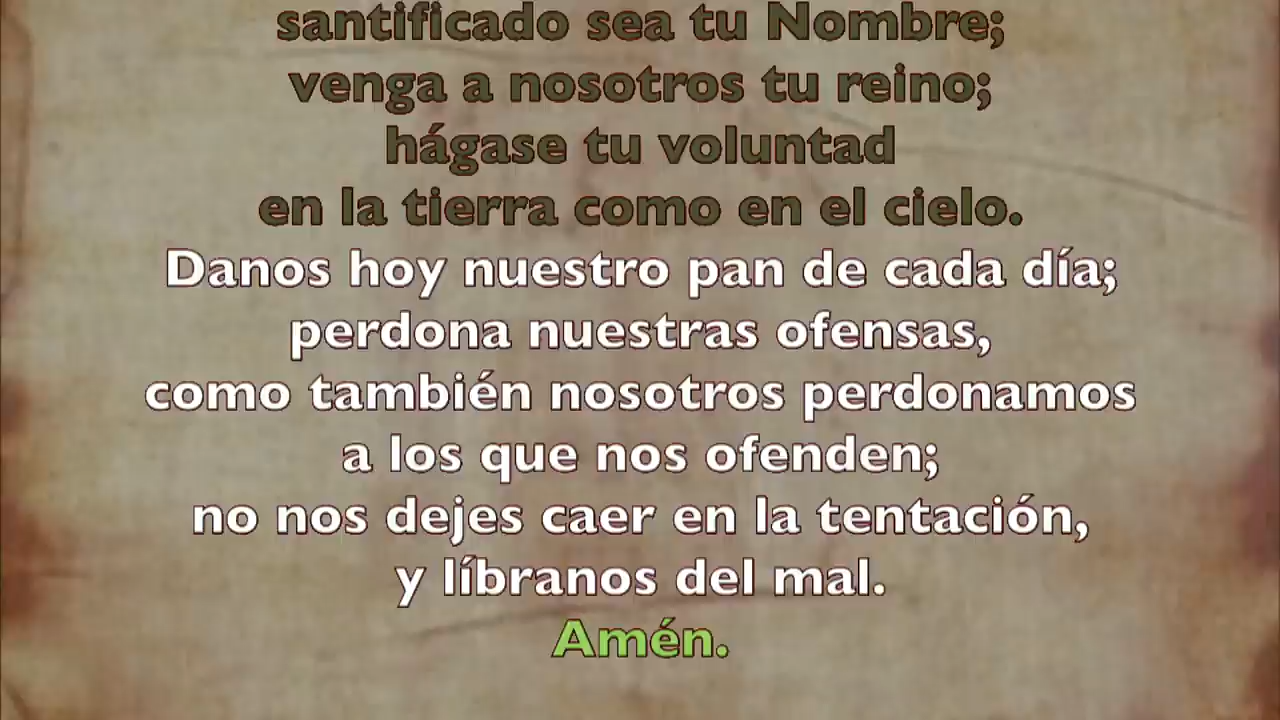 santificado sea tu Nombre;
venga a nosotros tu reino;
hágase tu voluntad
en la tierra como en el cielo.
Danos hoy nuestro pan de cada día;
perdona nuestras ofensas,
como también nosotros perdonamos
a los que nos ofenden;
no nos dejes caer en la tentación,
y líbranos del mal.
Amén.